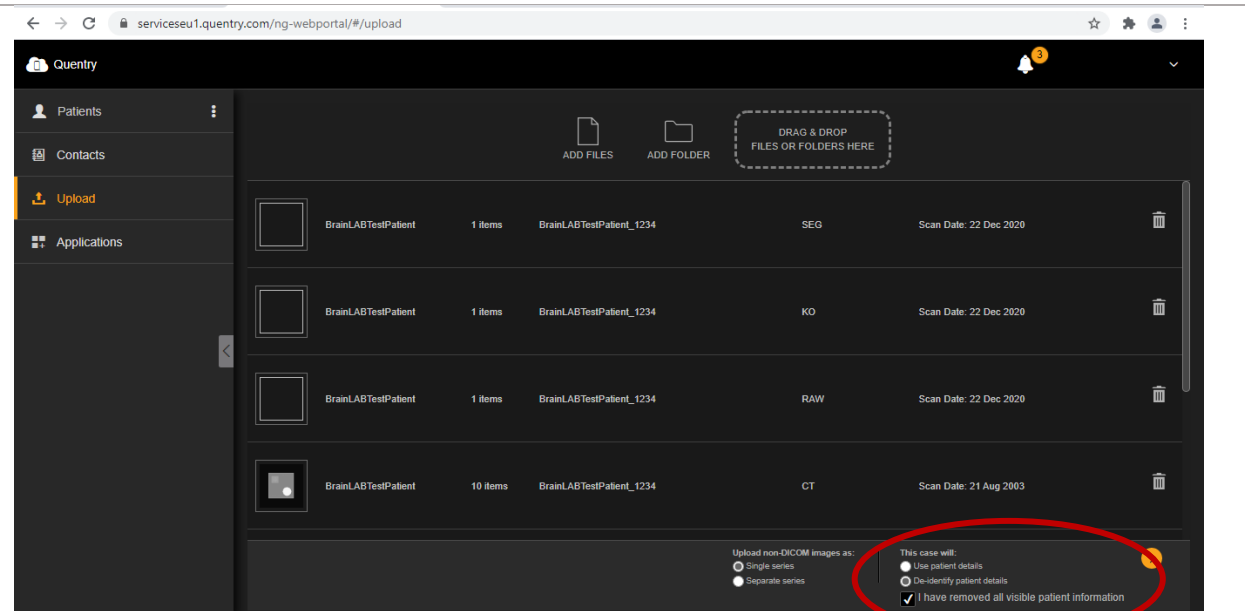 serviceseu1.quentry.com/ng-webportal/#/upload
Quentry
3
Patients
Contacts
Upload
Applications
ADD FILES
ADD FOLDER
DRAG & DROP
FILES OR FOLDERS HERE
BrainLABTestPatient 1 items BrainLABTestPatient_1234 SEG Scan Date: 22 Dec 2020
BrainLABTestPatient 1 items BrainLABTestPatient_1234 KO Scan Date: 22 Dec 2020
BrainLABTestPatient 1 items BrainLABTestPatient_1234 RAW Scan Date: 22 Dec 2020
BrainLABTestPatient 10 items BrainLABTestPatient_1234 CT Scan Date: 21 Aug 2003
Upload non-DICOM images as:
Single series
Separate series
This case will:
Use patient details
De-identify patient details
I have removed all visible patient information